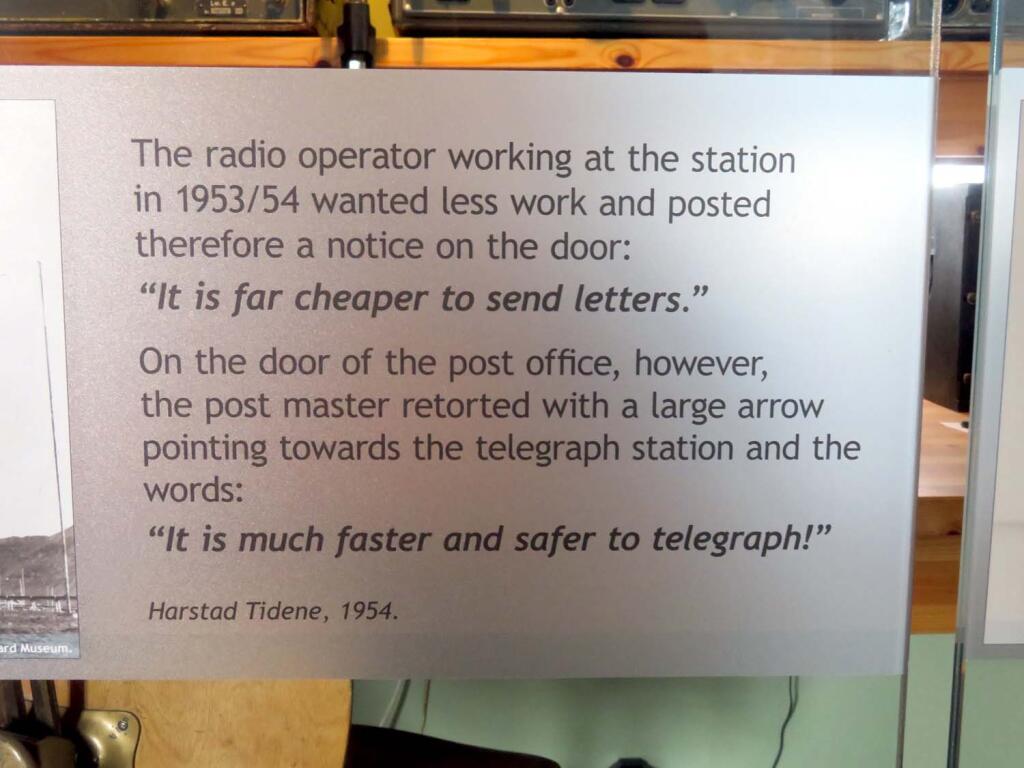 The radio operator working at the station
in 1953/54 wanted less work and posted
therefore a notice on the door:
“It is far cheaper to send letters.”
On the door of the post office, however,
the post master retorted with a large arrow
pointing towards the telegraph station and the
words:
“It is much faster and safer to telegraph!”
Harstad Tidene, 1954.
Museum.